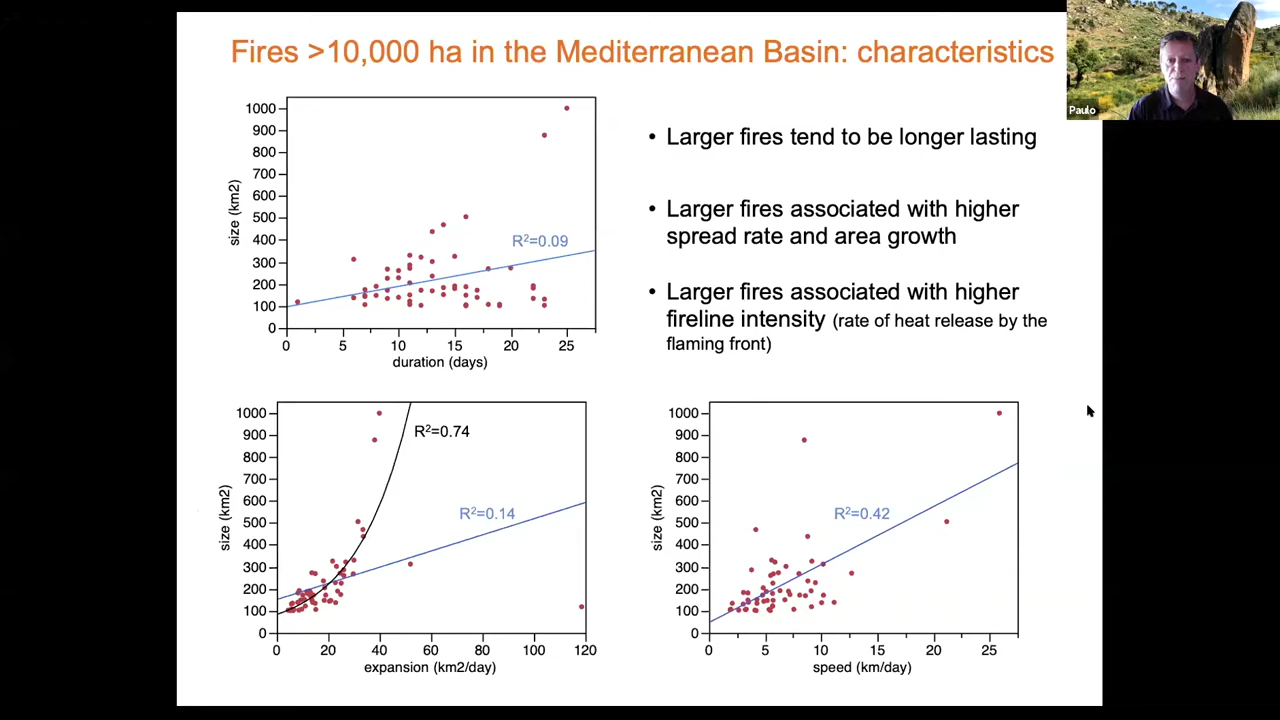 Fires >10,000 ha in the Mediterranean Basin: characteristics
Paulo
1000
900
800
700
600
500
400
300
200
100
0
size (km2)
R²=0.09
0 5 10 15 20 25
duration (days)
• Larger fires tend to be longer lasting
• Larger fires associated with higher
spread rate and area growth
• Larger fires associated with higher
fireline intensity (rate of heat release by the
flaming front)
1000
900
800
700
600
500
400
300
200
100
0
size (km2)
R²=0.74
R²=0.14
0 20 40 60 80 100 120
expansion (km2/day)
1000
900
800
700
600
500
400
300
200
100
0
size (km2)
R²=0.42
0 5 10 15 20 25
speed (km/day)